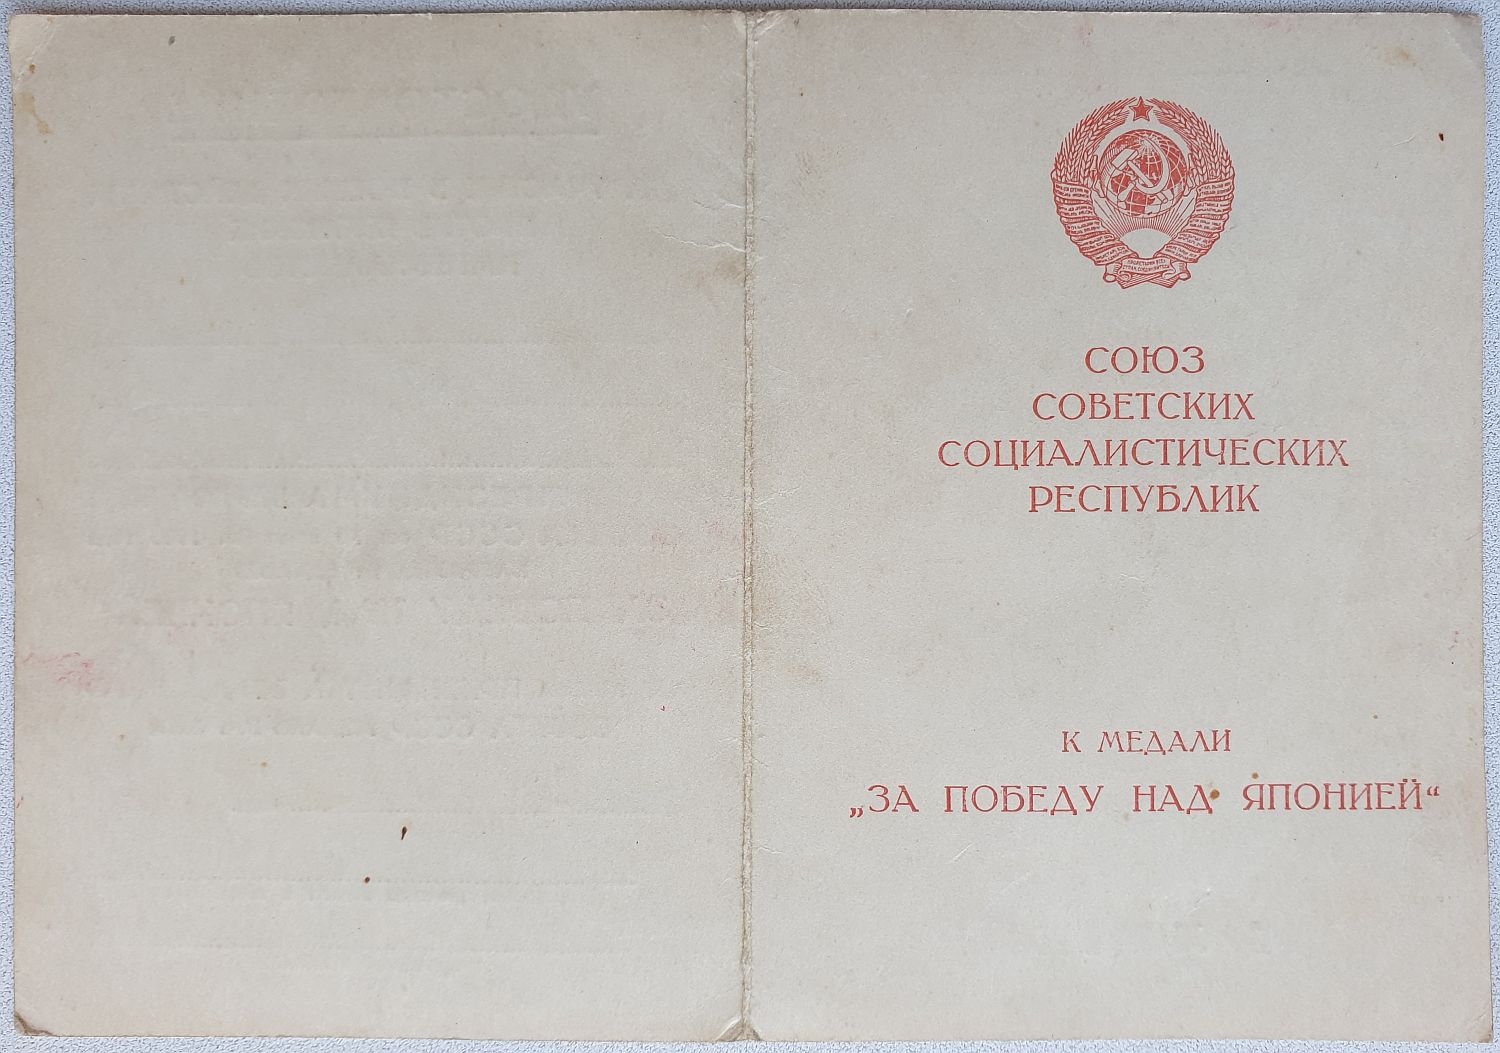 СОЮЗ
СОВЕТСКИХ
СОЦИАЛИСТИЧЕСКИХ
РЕСПУБЛИК
К МЕДАЛИ
„ЗА ПОБЕДУ НАД ЯПОНИЕЙ“